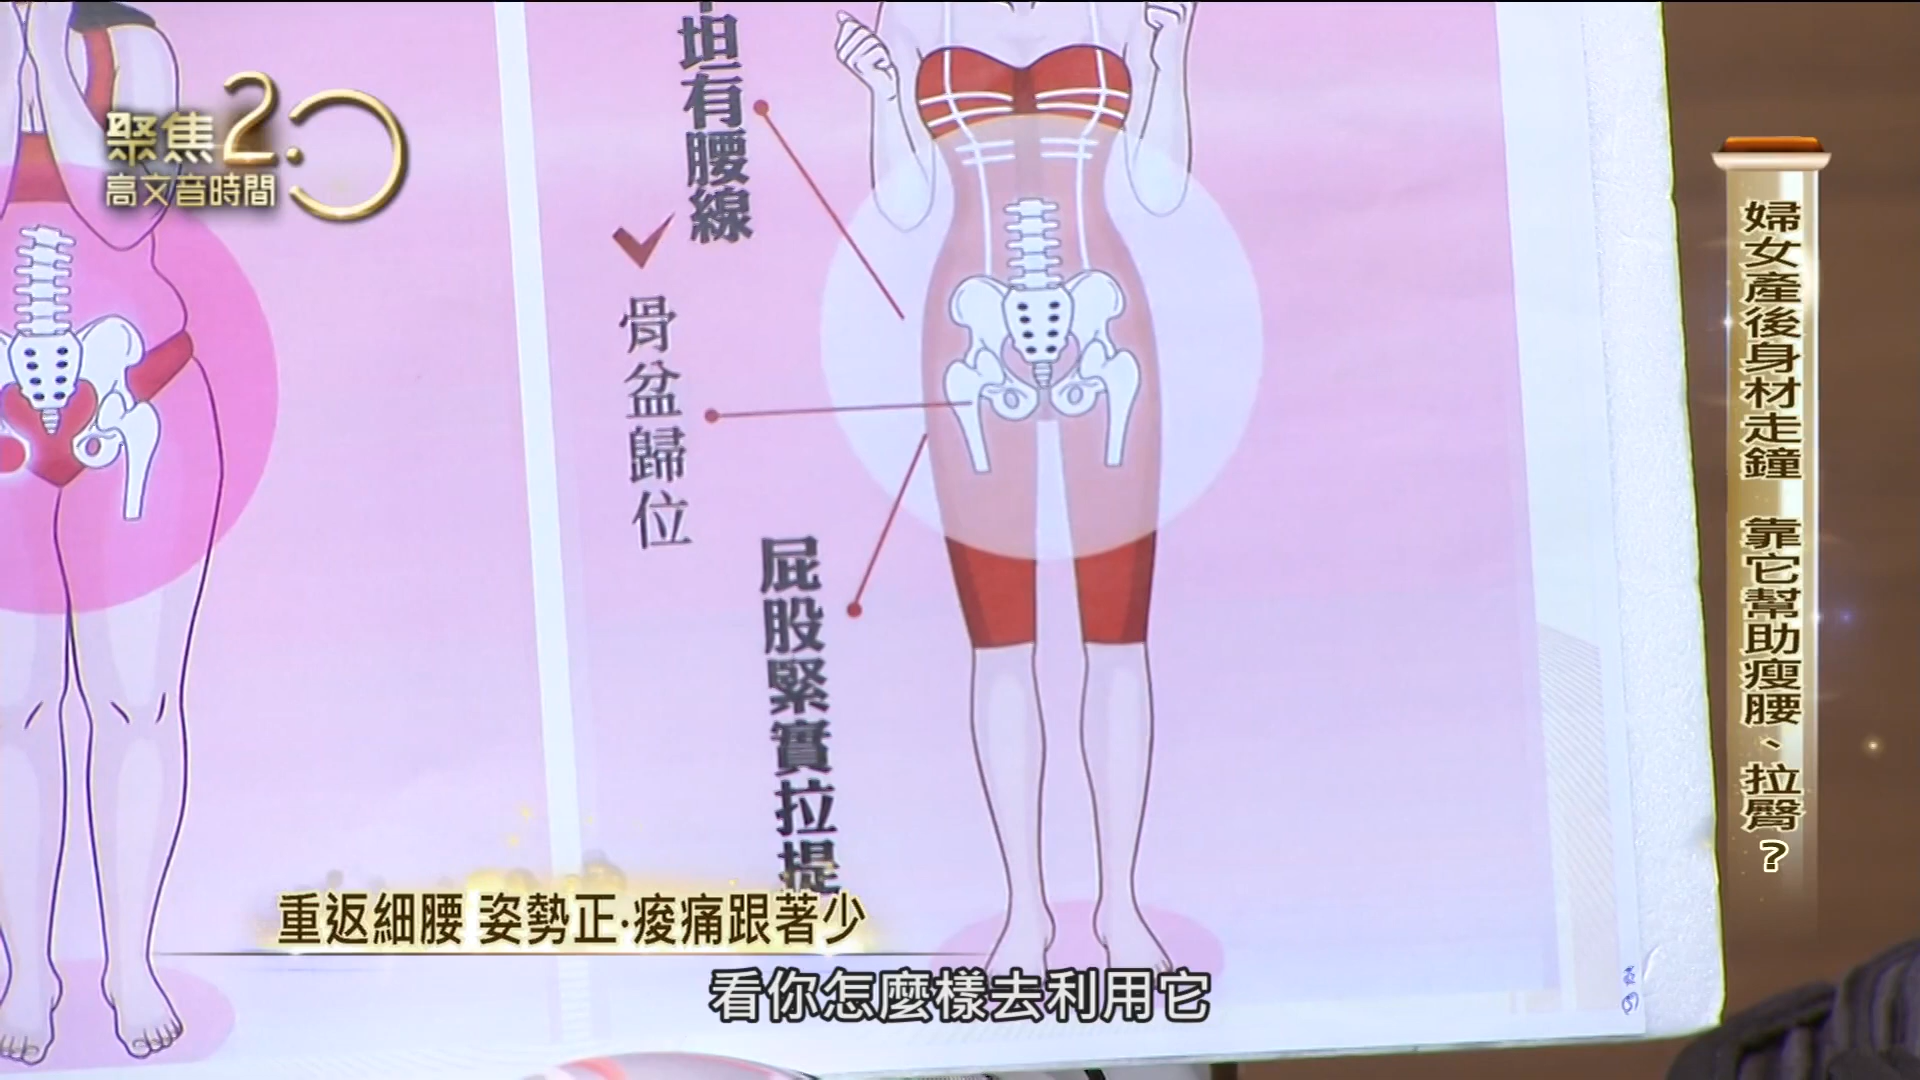 聚焦2.0
高文音時間
坦有腰線
骨盆歸位
屁股緊實拉提
婦女產後身材走鐘 靠它幫助瘦腰、拉臀?
重返細腰 姿勢正·痠痛跟著少
看你怎麼樣去利用它